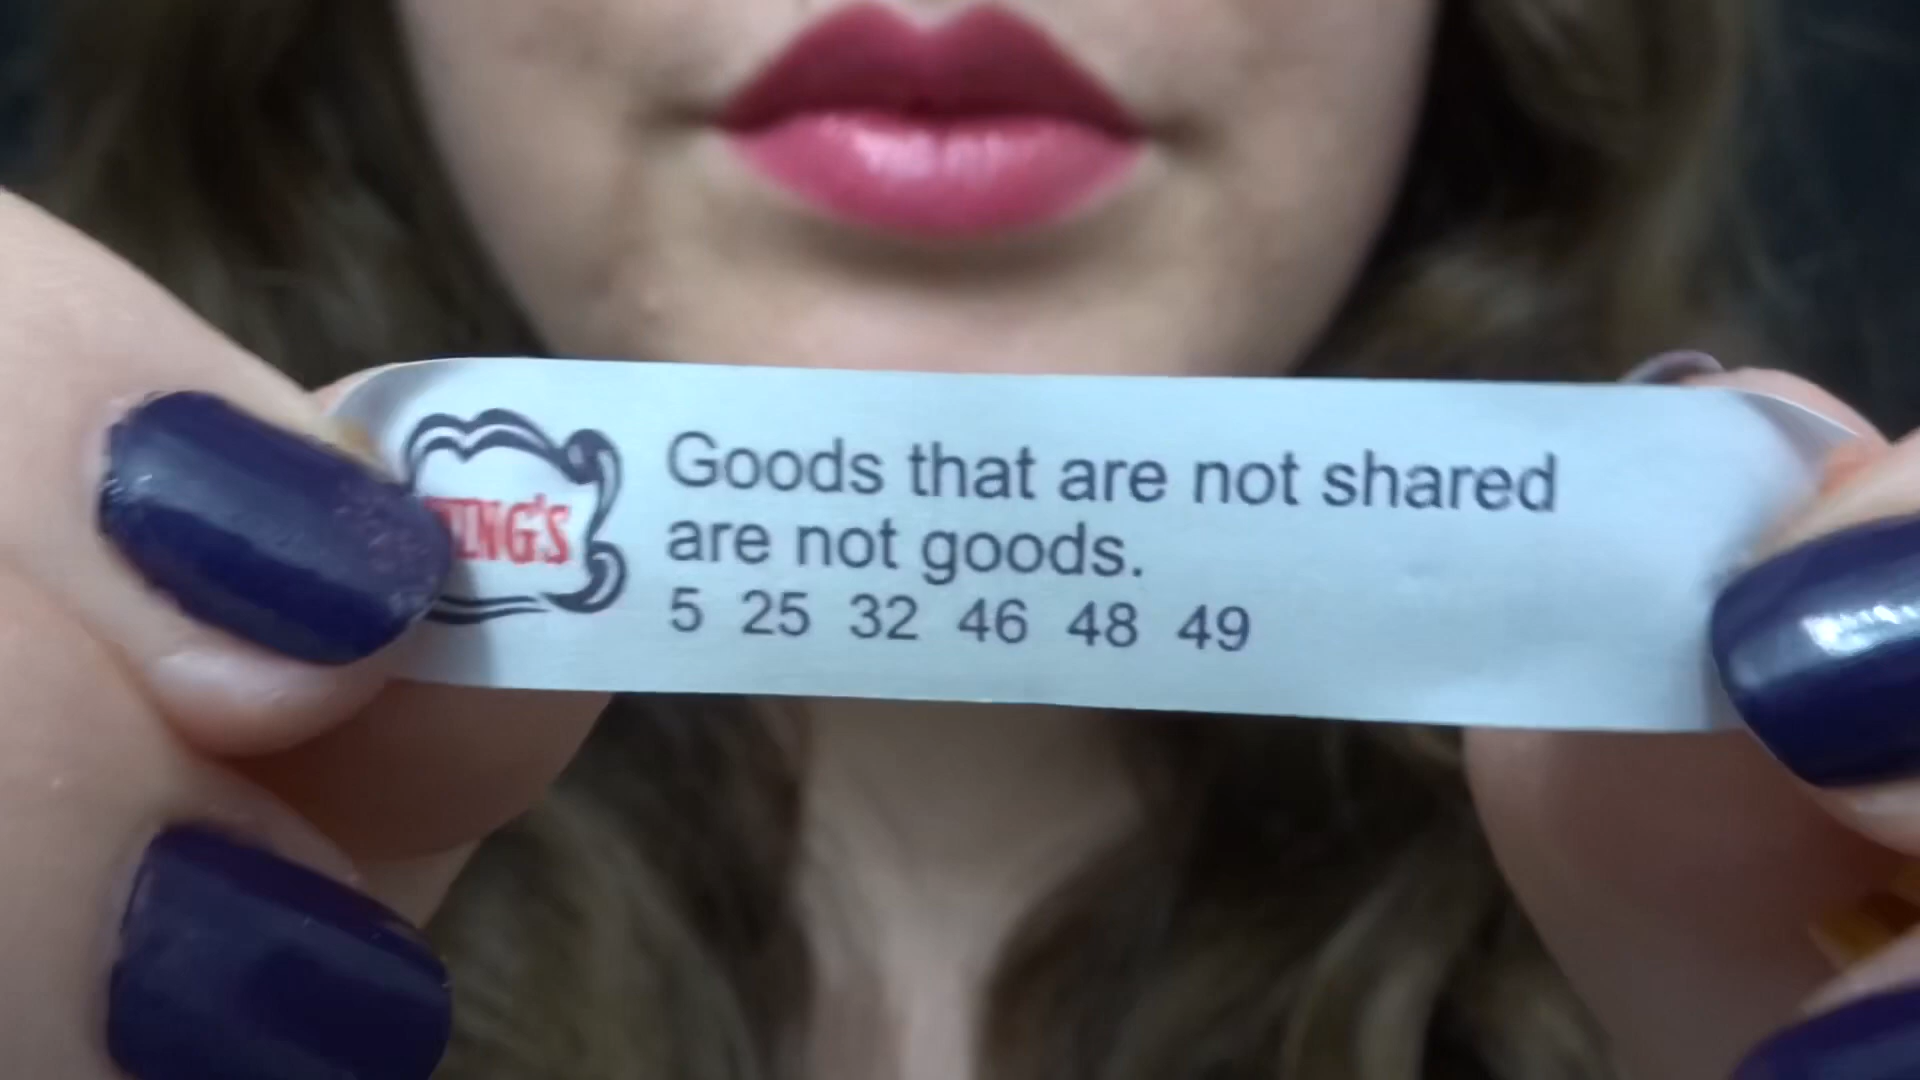 Goods that are not shared
are not goods.
5 25 32 46 48 49